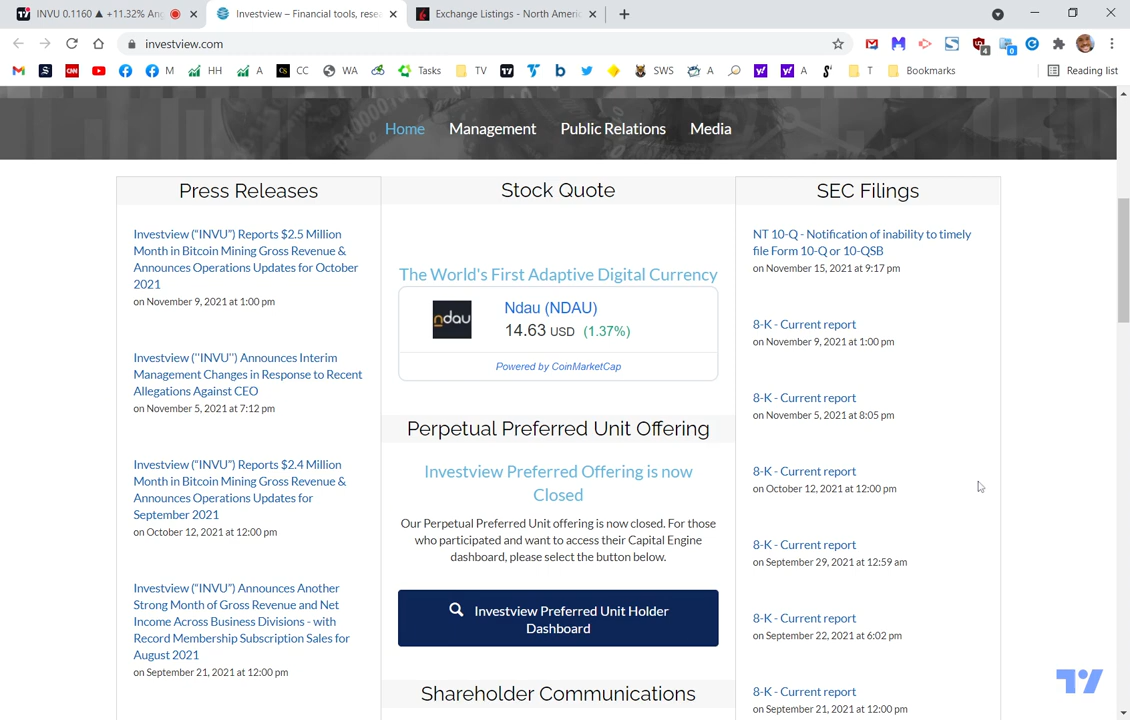 INVU 0.1160 ▲ +11.32% An
Investview – Financial tools, rese
Exchange Listings - North Americ
investview.com
4
0
CNN
M
HH
A
CC
WA
Tasks
TV
SWS
A
A
T
Bookmarks
Reading list
Home
Management
Public Relations
Media
Press Releases
Investview ("INVU") Reports $2.5 Million
Month in Bitcoin Mining Gross Revenue &
Announces Operations Updates for October
2021
on November 9, 2021 at 1:00 pm
Investview (''INVU'') Announces Interim
Management Changes in Response to Recent
Allegations Against CEO
on November 5, 2021 at 7:12 pm
Investview ("INVU") Reports $2.4 Million
Month in Bitcoin Mining Gross Revenue &
Announces Operations Updates for
September 2021
on October 12, 2021 at 12:00 pm
Investview ("INVU") Announces Another
Strong Month of Gross Revenue and Net
Income Across Business Divisions - with
Record Membership Subscription Sales for
August 2021
on September 21, 2021 at 12:00 pm
Stock Quote
The World's First Adaptive Digital Currency
ndau
Ndau (NDAU)
14.63 USD (1.37%)
Powered by CoinMarketCap
Perpetual Preferred Unit Offering
Investview Preferred Offering is now
Closed
Our Perpetual Preferred Unit offering is now closed. For those
who participated and want to access their Capital Engine
dashboard, please select the button below.
Investview Preferred Unit Holder
Dashboard
Shareholder Communications
SEC Filings
NT 10-Q - Notification of inability to timely
file Form 10-Q or 10-QSB
on November 15, 2021 at 9:17 pm
8-K - Current report
on November 9, 2021 at 1:00 pm
8-K - Current report
on November 5, 2021 at 8:05 pm
8-K - Current report
on October 12, 2021 at 12:00 pm
8-K - Current report
on September 29, 2021 at 12:59 am
8-K - Current report
on September 22, 2021 at 6:02 pm
8-K - Current report
on September 21, 2021 at 12:00 pm